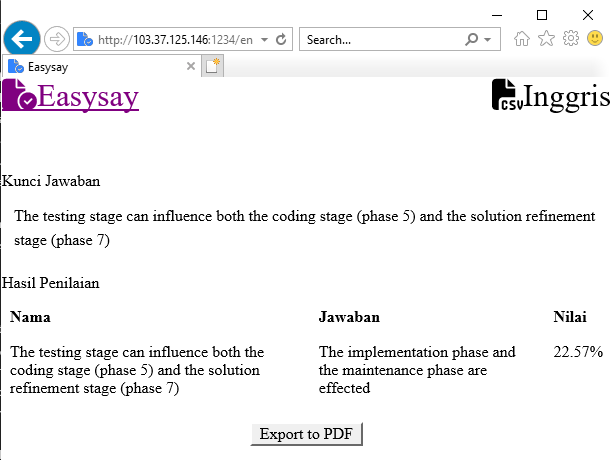 http://103.37.125.146:1234/en
Search...
Easysay
Easysay
CSV Inggris
Kunci Jawaban
The testing stage can influence both the coding stage (phase 5) and the solution refinement
stage (phase 7)
Hasil Penilaian
Nama Jawaban Nilai
The testing stage can influence both the The implementation phase and 22.57%
coding stage (phase 5) and the solution the maintenance phase are
refinement stage (phase 7) effected
Export to PDF